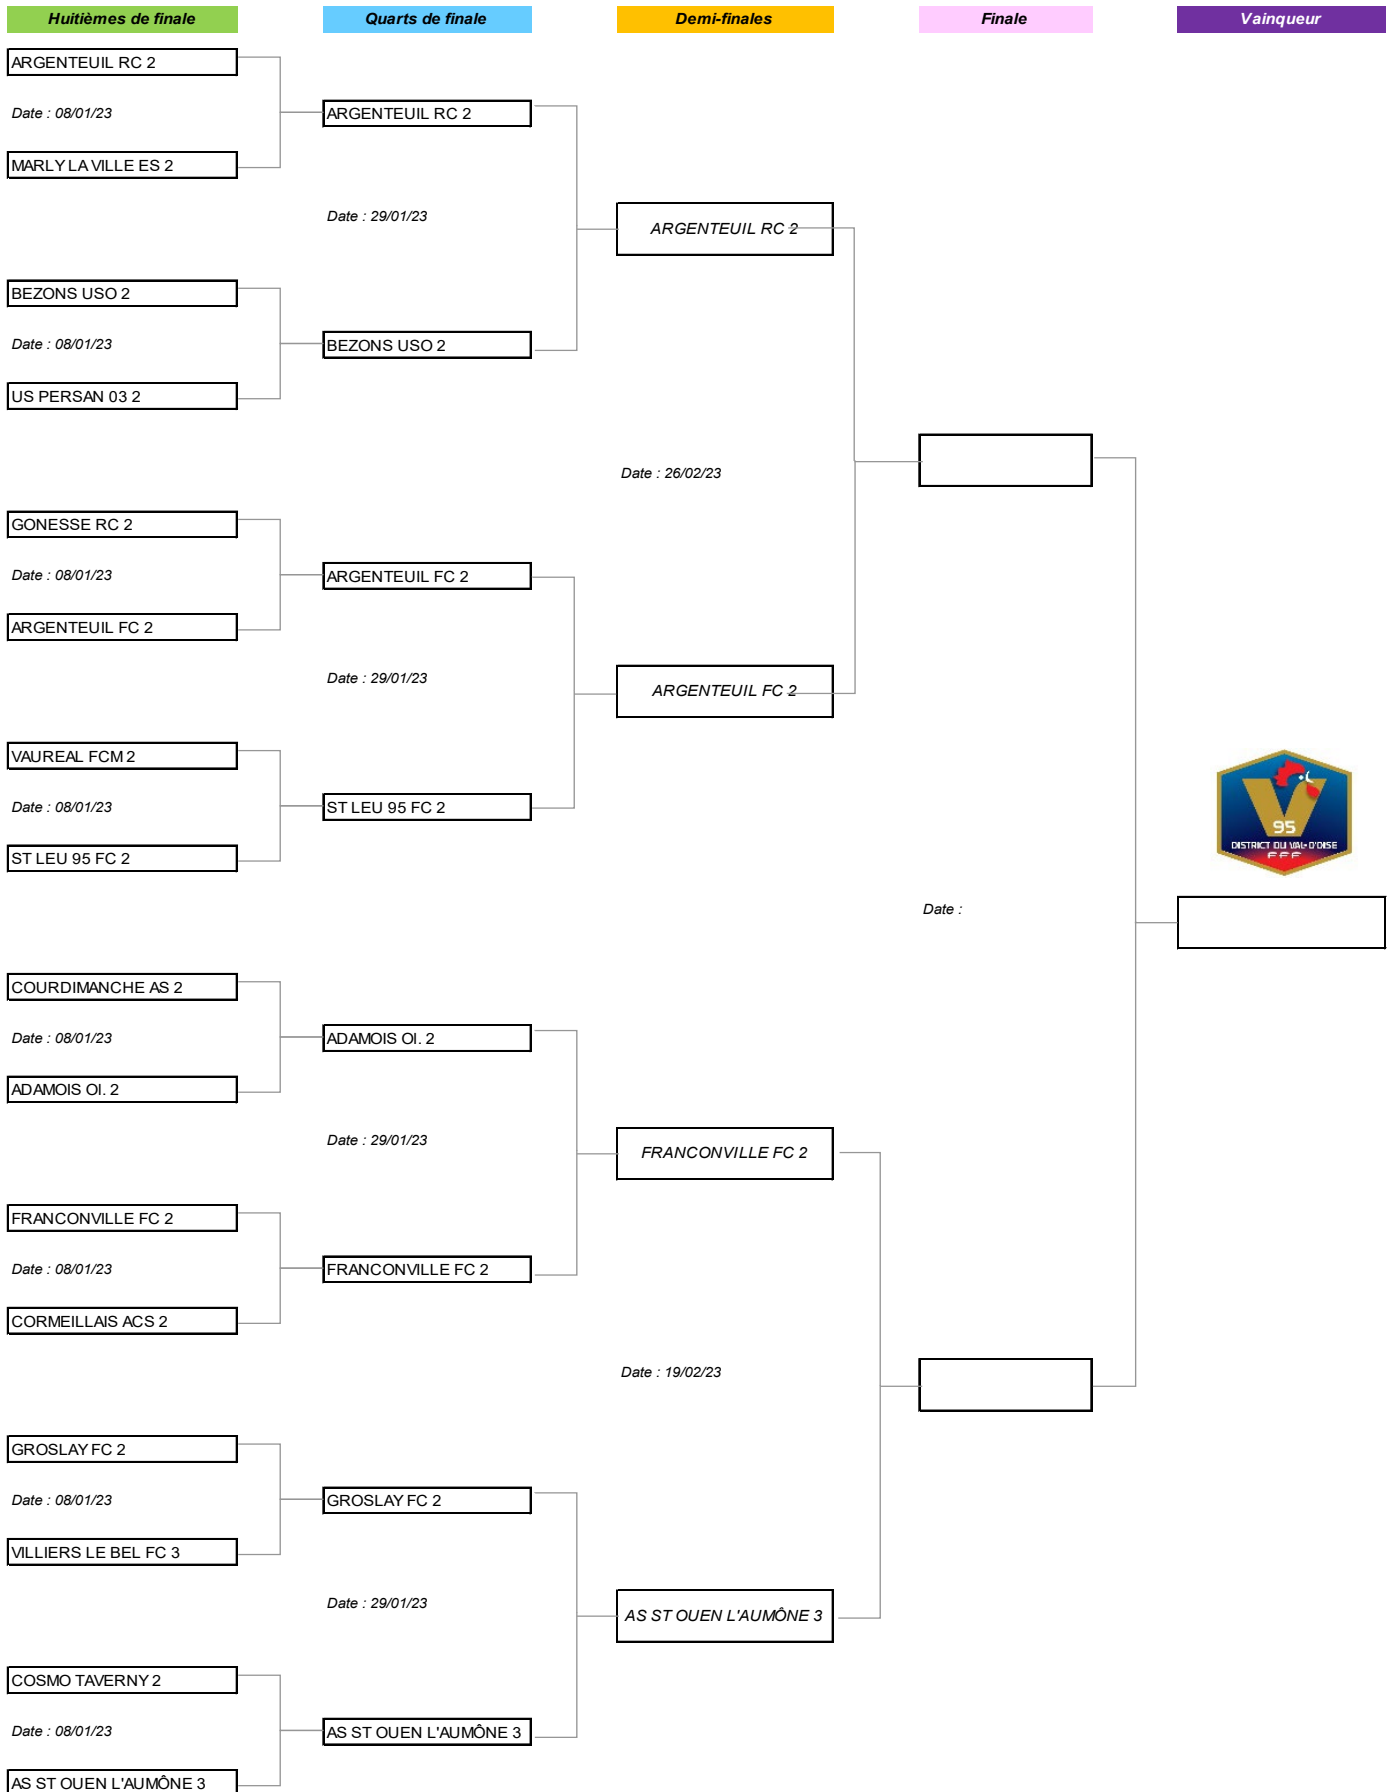 Huitièmes de finale
Quarts de finale
Demi-finales
Finale
Vainqueur
ARGENTEUIL RC 2
Date : 08/01/23
ARGENTEUIL RC 2
MARLY LA VILLE ES 2
Date : 29/01/23
ARGENTEUIL RC 2
BEZONS USO 2
Date : 08/01/23
BEZONS USO 2
US PERSAN 03 2
Date : 26/02/23
GONESSE RC 2
Date : 08/01/23
ARGENTEUIL FC 2
ARGENTEUIL FC 2
Date : 29/01/23
ARGENTEUIL FC 2
VAUREAL FCM 2
Date : 08/01/23
ST LEU 95 FC 2
ST LEU 95 FC 2
V
95
DISTRICT DU VAL-D'OISE
FFF
Date :
COURDIMANCHE AS 2
Date : 08/01/23
ADAMOIS OI. 2
ADAMOIS OI. 2
Date : 29/01/23
FRANCONVILLE FC 2
FRANCONVILLE FC 2
Date : 08/01/23
FRANCONVILLE FC 2
CORMEILLAIS ACS 2
Date : 19/02/23
GROSLAY FC 2
Date : 08/01/23
GROSLAY FC 2
VILLIERS LE BEL FC 3
Date : 29/01/23
AS ST OUEN L'AUMÔNE 3
COSMO TAVERNY 2
Date : 08/01/23
AS ST OUEN L'AUMÔNE 3
AS ST OUEN L'AUMÔNE 3